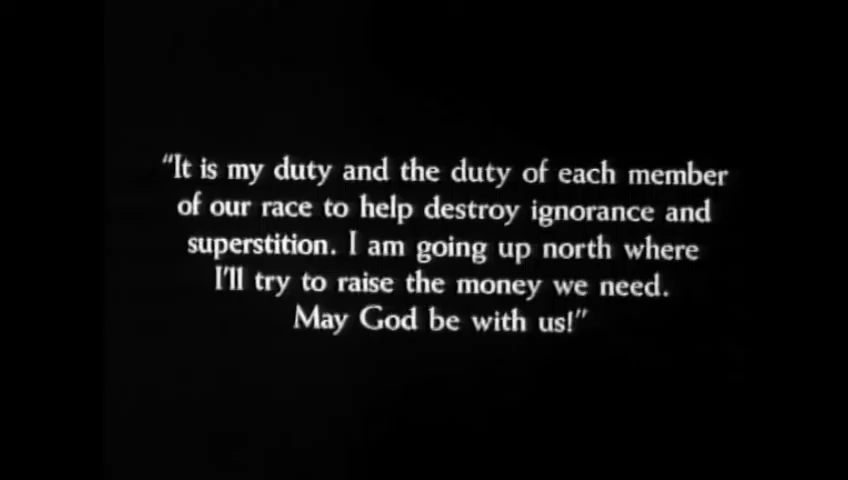 “It is my duty and the duty of each member
of our race to help destroy ignorance and
superstition. I am going up north where
I’ll try to raise the money we need.
May God be with us!”